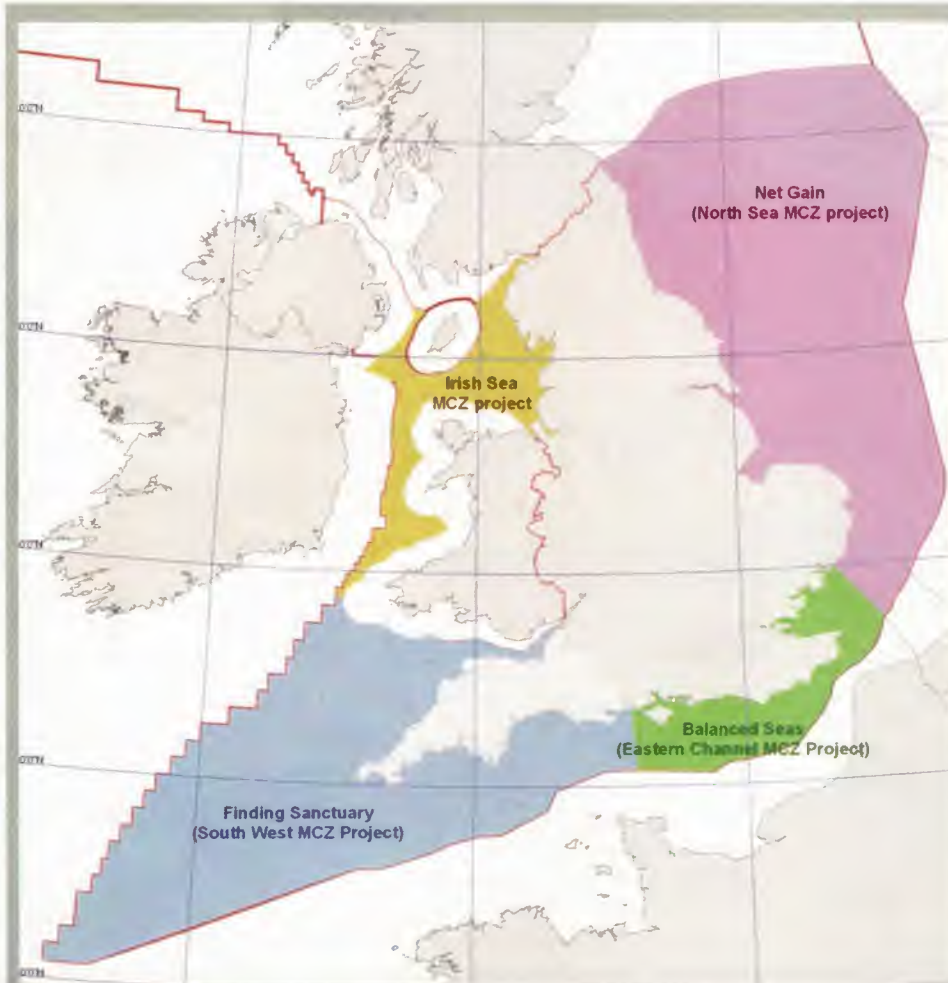 Net Gain
(North Sea MCZ project)
Irish Sea
MCZ project
Balanced Seas
(Eastern Channel MCZ Project)
Finding Sanctuary
(South West MCZ Project)